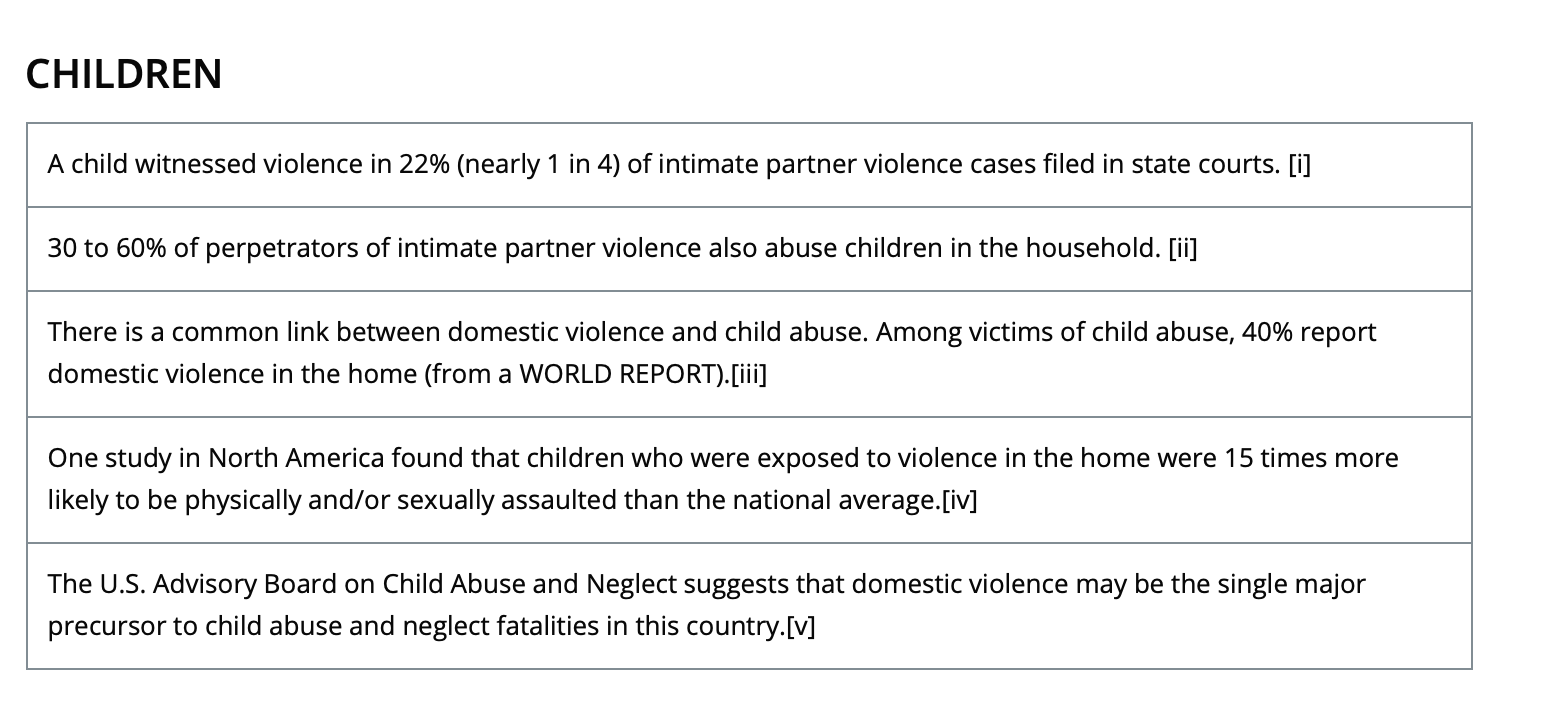 CHILDREN
A child witnessed violence in 22% (nearly 1 in 4) of intimate partner violence cases filed in state courts. [i]
30 to 60% of perpetrators of intimate partner violence also abuse children in the household. [ii]
There is a common link between domestic violence and child abuse. Among victims of child abuse, 40% report
domestic violence in the home (from a WORLD REPORT).[iii]
One study in North America found that children who were exposed to violence in the home were 15 times more
likely to be physically and/or sexually assaulted than the national average.[iv]
The U.S. Advisory Board on Child Abuse and Neglect suggests that domestic violence may be the single major
precursor to child abuse and neglect fatalities in this country.[v]